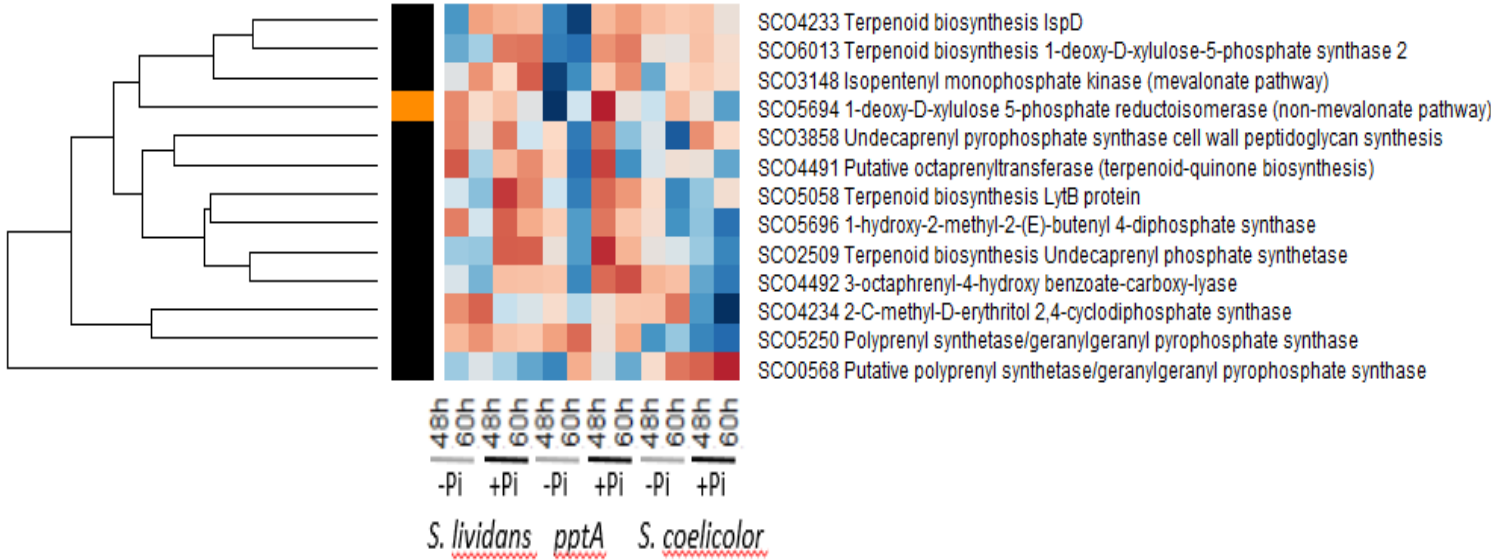 SCO4233 Terpenoid biosynthesis IspD
SCO6013 Terpenoid biosynthesis 1-deoxy-D-xylulose-5-phosphate synthase 2
SCO3148 Isopentenyl monophosphate kinase (mevalonate pathway)
SCO5694 1-deoxy-D-xylulose 5-phosphate reductoisomerase (non-mevalonate pathway)
SCO3858 Undecaprenyl pyrophosphate synthase cell wall peptidoglycan synthesis
SCO4491 Putative octaprenyltransferase (terpenoid-quinone biosynthesis)
SCO5058 Terpenoid biosynthesis LytB protein
SCO5696 1-hydroxy-2-methyl-2-(E)-butenyl 4-diphosphate synthase
SCO2509 Terpenoid biosynthesis Undecaprenyl phosphate synthetase
SCO4492 3-octaphrenyl-4-hydroxy benzoate-carboxy-lyase
SCO4234 2-C-methyl-D-erythritol 2,4-cyclodiphosphate synthase
SCO5250 Polyprenyl synthetase/geranylgeranyl pyrophosphate synthase
SCO0568 Putative polyprenyl synthetase/geranylgeranyl pyrophosphate synthase
48h 60h 48h 60h 48h 60h 48h 60h 48h 60h 48h 60h
-Pi +Pi -Pi +Pi -Pi +Pi
S. lividans pptA S. coelicolor